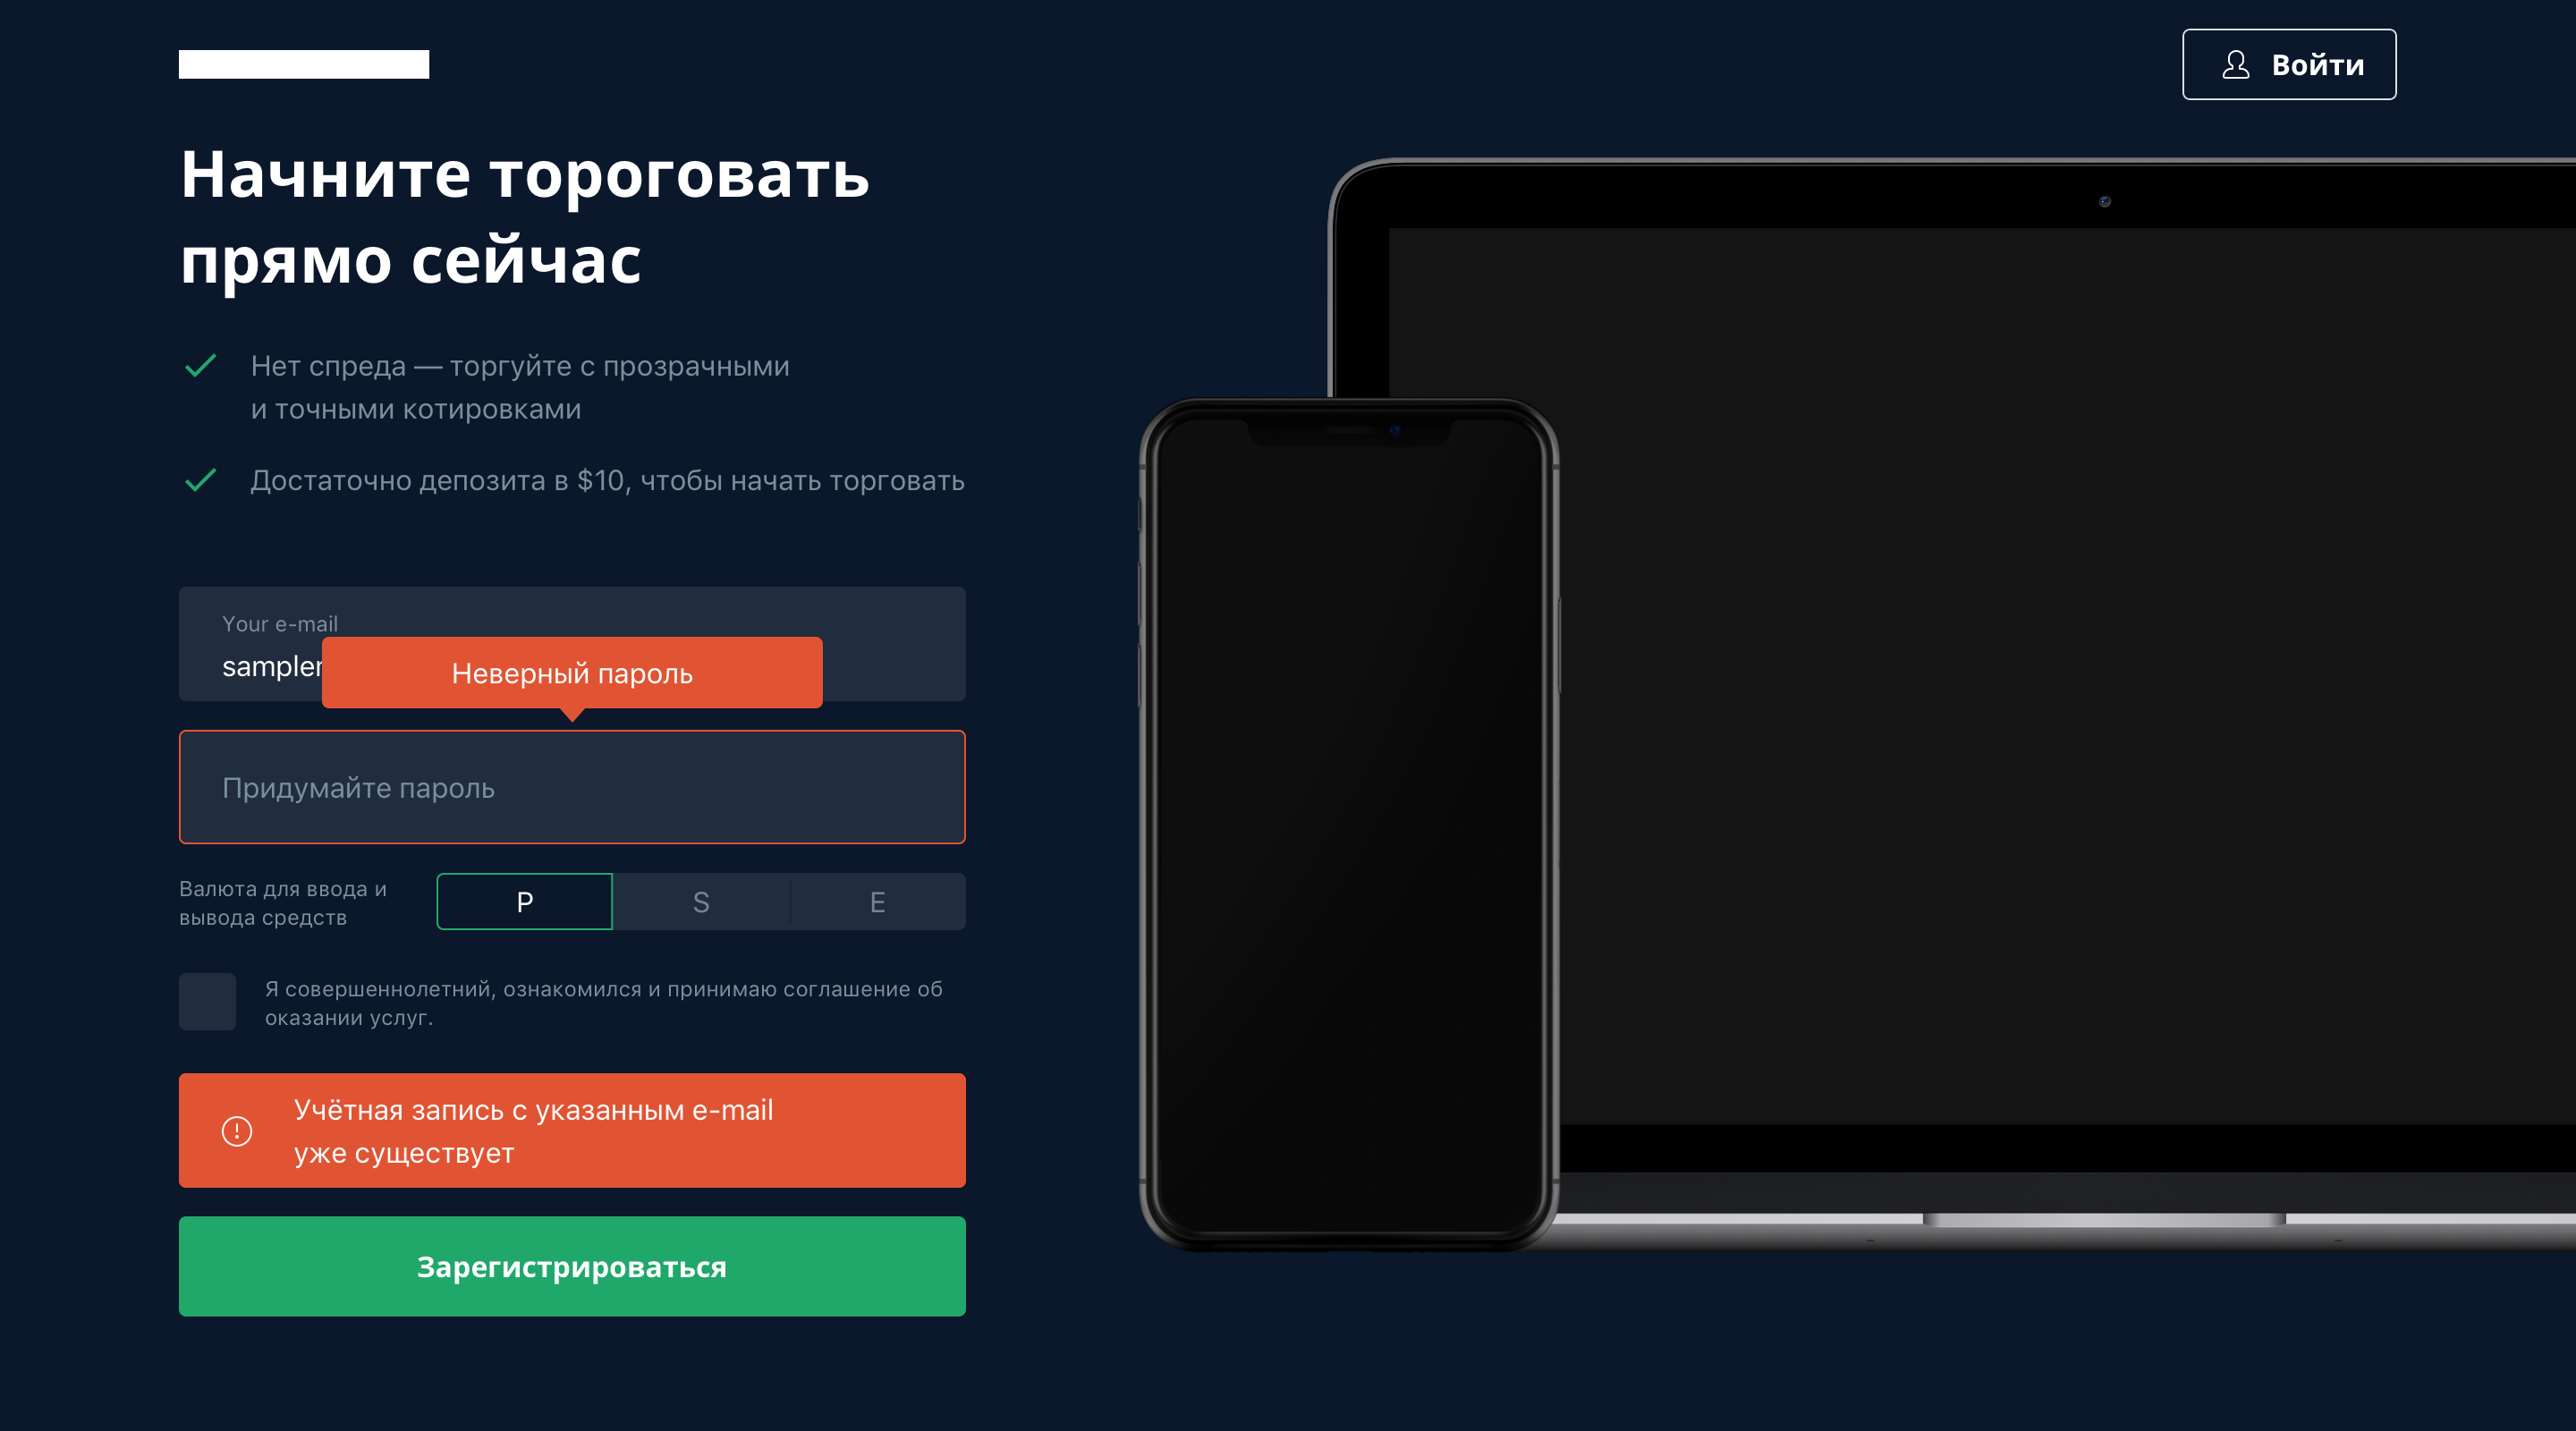 Войти
Начните тороговать
прямо сейчас
Нет спреда — торгуйте с прозрачными
и точными котировками
Достаточно депозита в $10, чтобы начать торговать
Your e-mail
Неверный пароль
Придумайте пароль
Валюта для ввода и
вывода средств
P
S
E
Я совершеннолетний, ознакомился и принимаю соглашение об
оказании услуг.
Учётная запись с указанным e-mail
уже существует
Зарегистрироваться